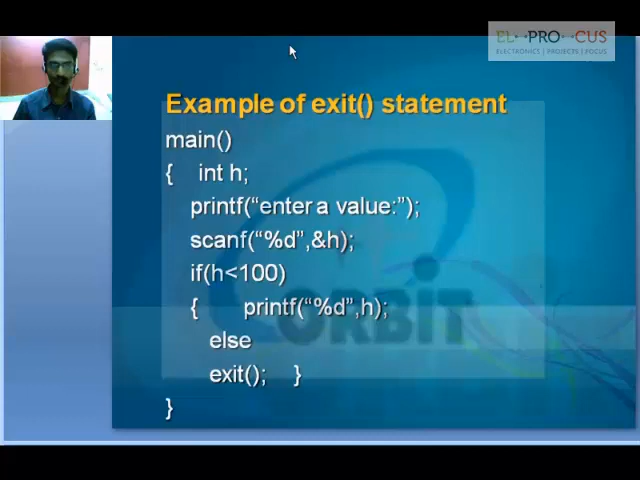 EL PRO CUS
ELECTRONICS | PROJECTS | FOCUS
Example of exit() statement
main()
{ int h;
printf(“enter a value:”);
scanf(“%d”,&h);
if(h<100)
{ printf(“%d”,h);
else
exit(); }
}
ORBIT